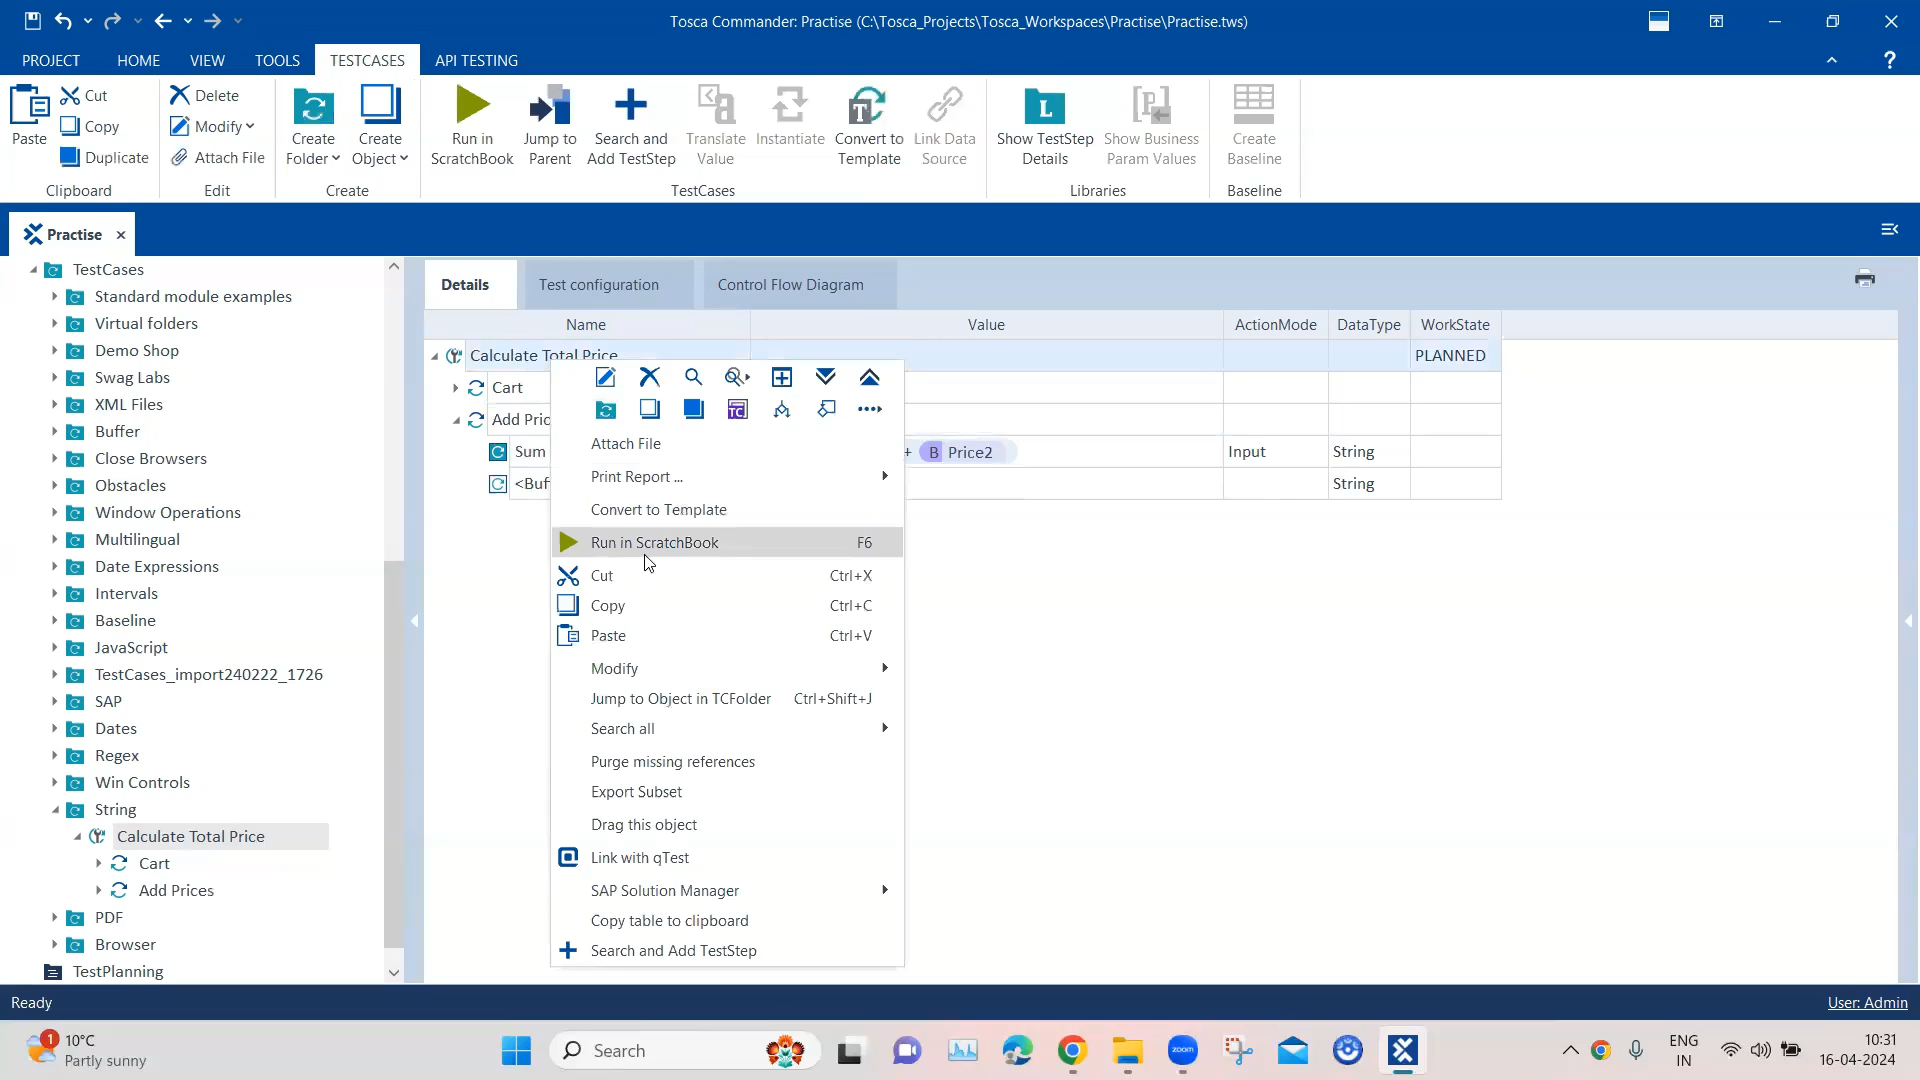 Tosca Commander: Practise (C:\Tosca_Projects\Tosca_Workspaces\Practise\Practise.tws)
PROJECT HOME VIEW TOOLS TESTCASES API TESTING
Paste
Cut
Copy
Duplicate
Clipboard
Delete
Modify
Attach File
Edit
Create Folder
Create Object
Create
Run in ScratchBook
Jump to Parent
Search and Add TestStep
Translate Value
Instantiate
Convert to Template
Link Data Source
TestCases
Show TestStep Details
Show Business Param Values
Libraries
Create Baseline
Baseline
Practise
TestCases
Standard module examples
Virtual folders
Demo Shop
Swag Labs
XML Files
Buffer
Close Browsers
Obstacles
Window Operations
Multilingual
Date Expressions
Intervals
Baseline
JavaScript
TestCases_import240222_1726
SAP
Dates
Regex
Win Controls
String
Calculate Total Price
Cart
Add Prices
PDF
Browser
TestPlanning
Details Test configuration Control Flow Diagram
Name Value ActionMode DataType WorkState
Calculate Total Price PLANNED
Cart
Add Pric
Sum + B Price2 Input String
<Buf String
TC
Attach File
Print Report ...
Convert to Template
Run in ScratchBook F6
Cut Ctrl+X
Copy Ctrl+C
Paste Ctrl+V
Modify
Jump to Object in TCFolder Ctrl+Shift+J
Search all
Purge missing references
Export Subset
Drag this object
Link with qTest
SAP Solution Manager
Copy table to clipboard
Search and Add TestStep
Ready User: Admin
1
10°C
Partly sunny
Search
zoom
ENG
IN
10:31
16-04-2024